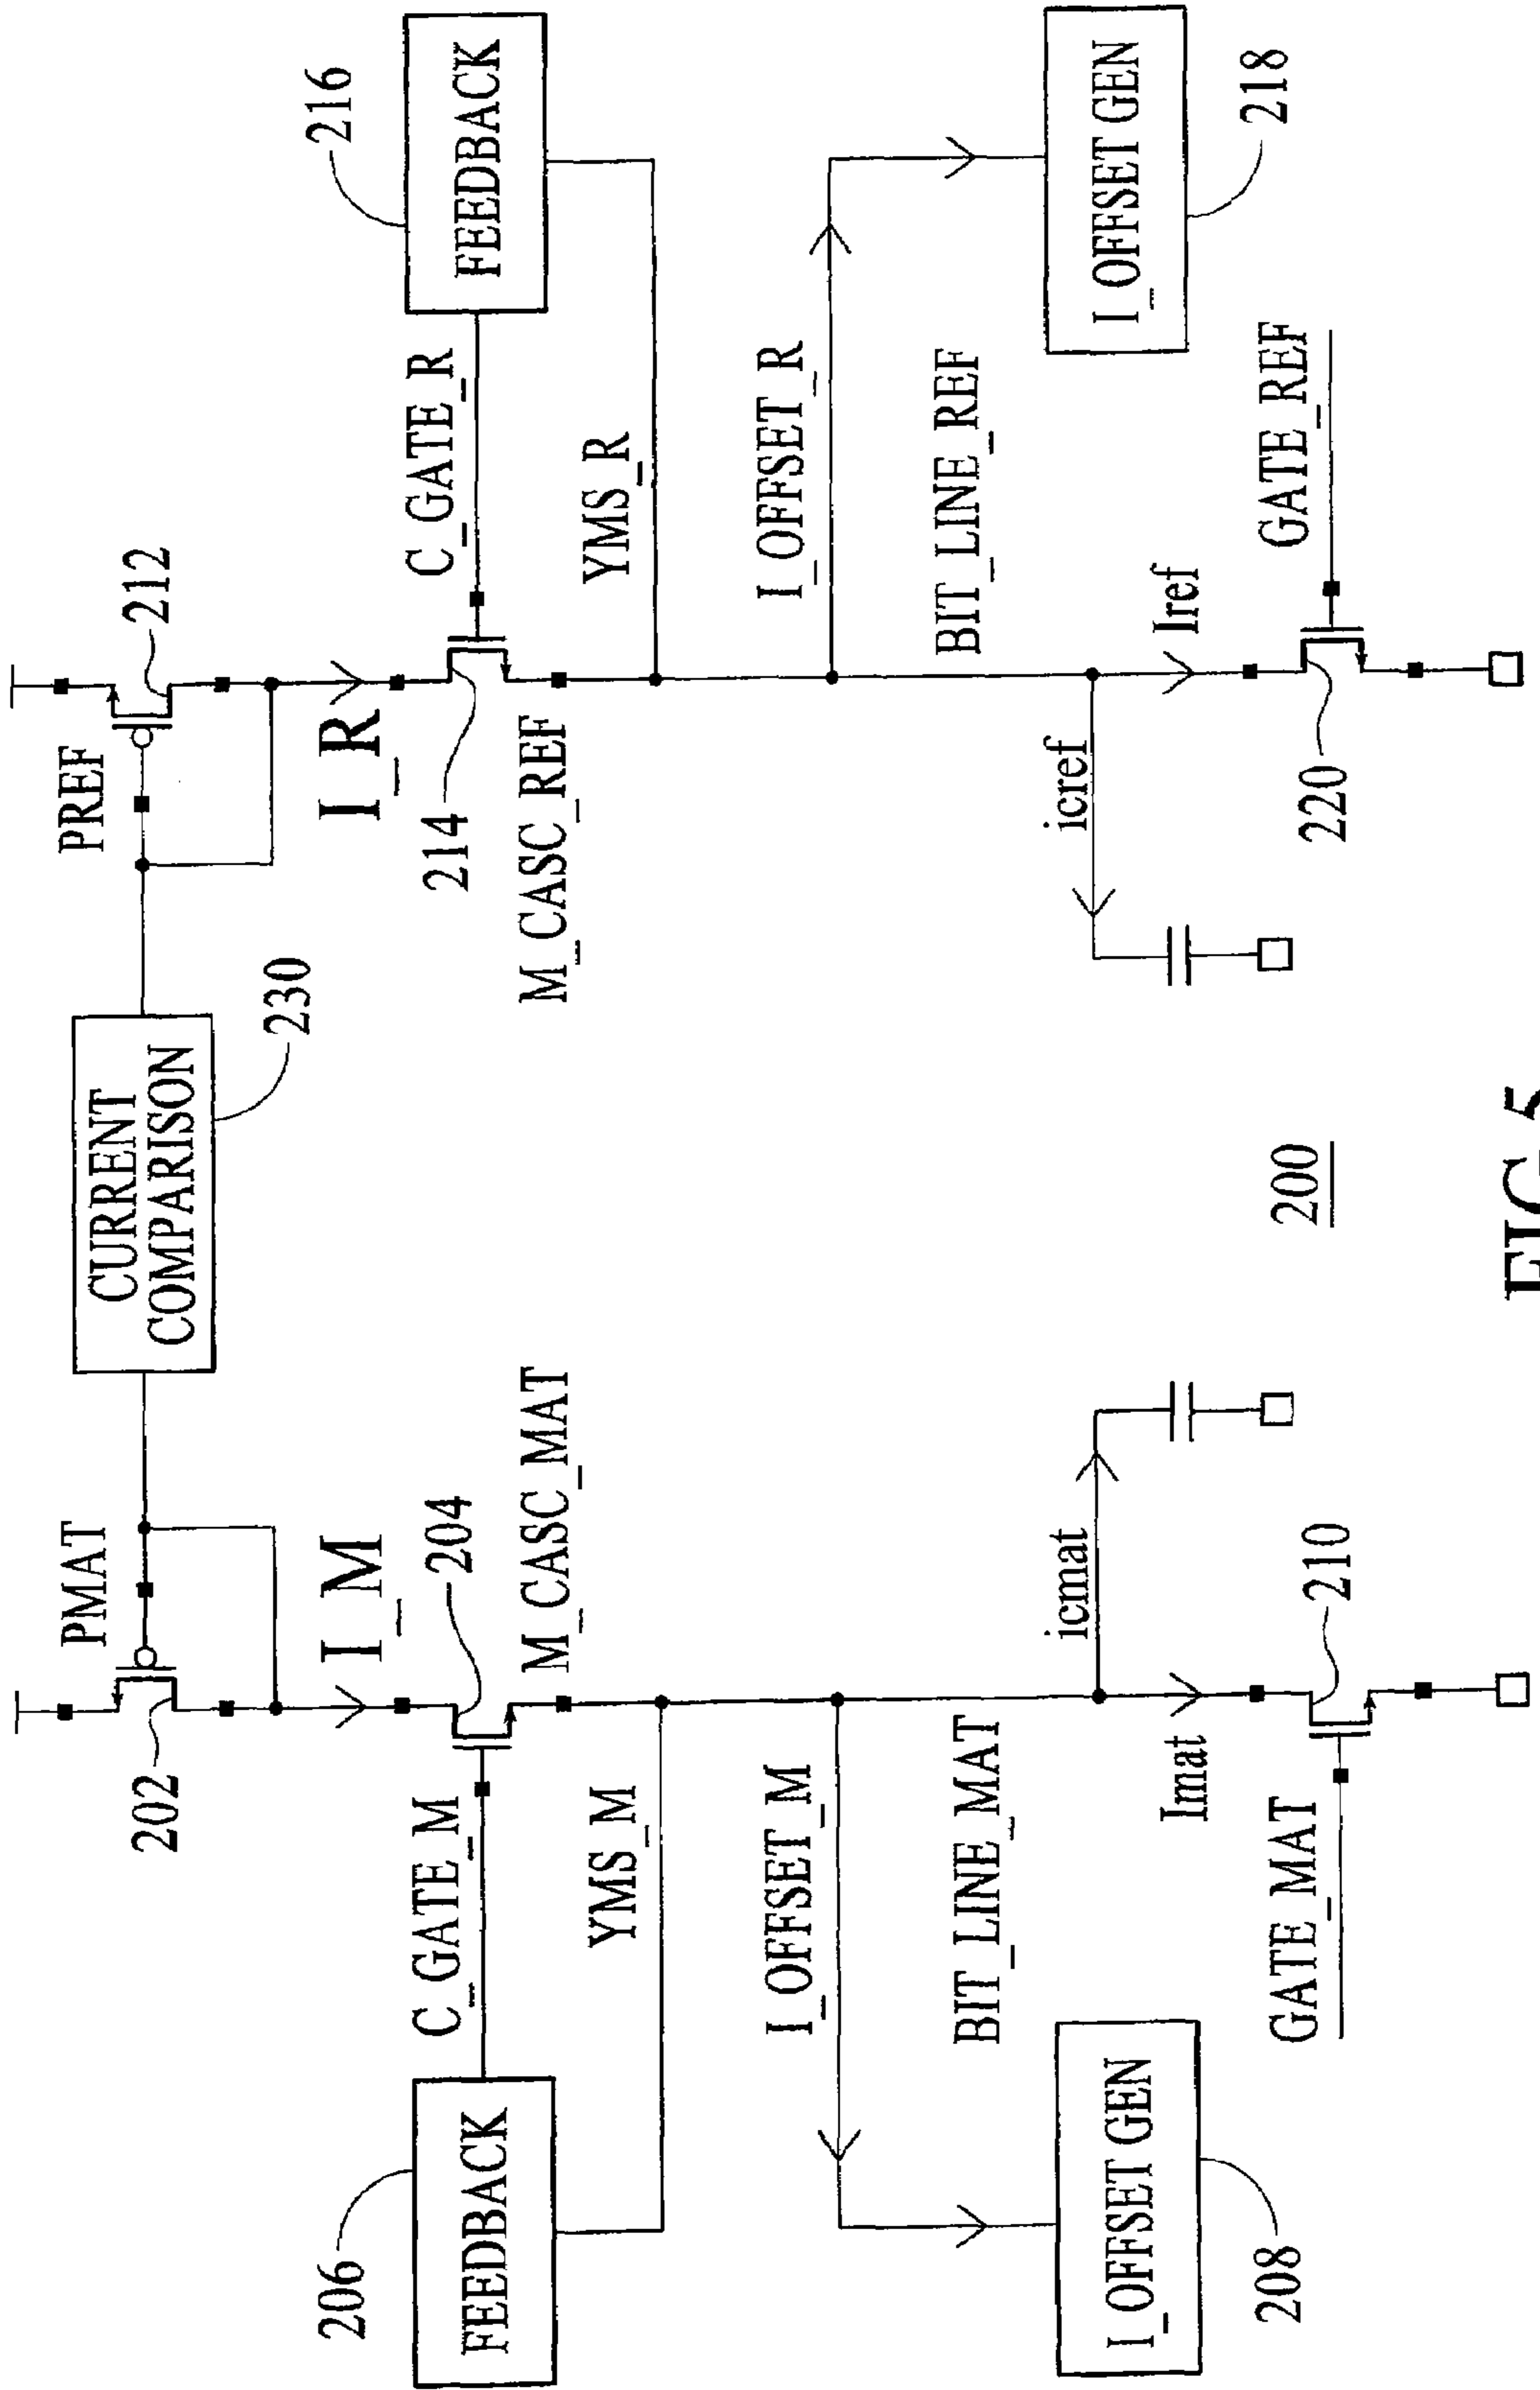 PMAT
202
CURRENT
COMPARISON
230
PREF
212
206
FEEDBACK
C_GATE_M
I_M
204
M_CASC_MAT
YMS_M
I_R
214
M_CASC_REF
C_GATE_R
YMS_R
216
FEEDBACK
I_OFFSET_M
BIT_LINE_MAT
I_OFFSET GEN
208
icmat
Imat
GATE_MAT
210
I_OFFSET_R
BIT_LINE_REF
icref
Iref
GATE_REF
220
I_OFFSET GEN
218
200
FIG. 5